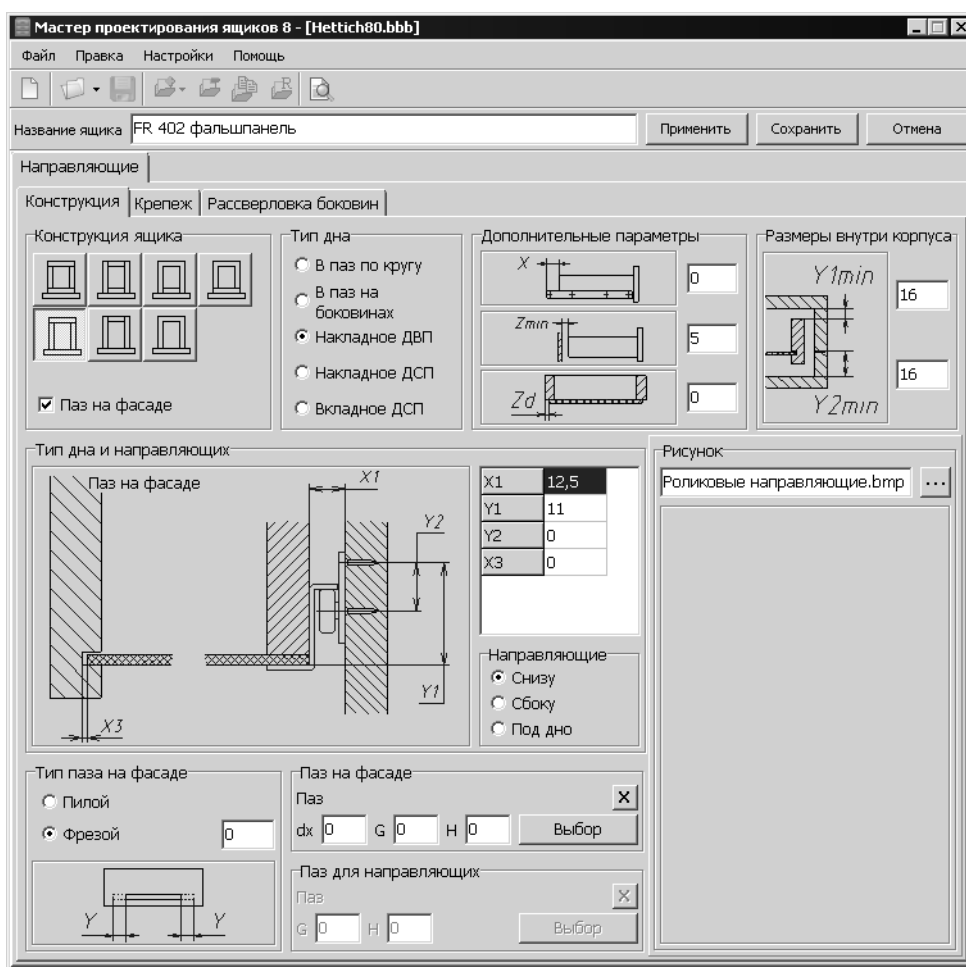 Мастер проектирования ящиков 8 - [Hettich80.bbb]
Файл Правка Настройки Помощь
Название ящика FR 402 фальшпанель Применить Сохранить Отмена
Направляющие
Конструкция Крепеж Рассверловка боковин
Конструкция ящика
Паз на фасаде
Тип дна
В паз по кругу
В паз на
боковинах
Накладное ДВП
Накладное ДСП
Вкладное ДСП
Дополнительные параметры
X 0
Zmin 5
Zd 0
Размеры внутри корпуса
Y1min 16
Y2min 16
Тип дна и направляющих
Паз на фасаде
X1
Y2
Y1
X3
X1 12,5
Y1 11
Y2 0
X3 0
Направляющие
Снизу
Сбоку
Под дно
Рисунок
Роликовые направляющие.bmp ...
Тип паза на фасаде
Пилой
Фрезой 0
Y Y
Паз на фасаде
Паз X
dx 0 G 0 H 0 Выбор
Паз для направляющих
Паз X
G 0 H 0 Выбор